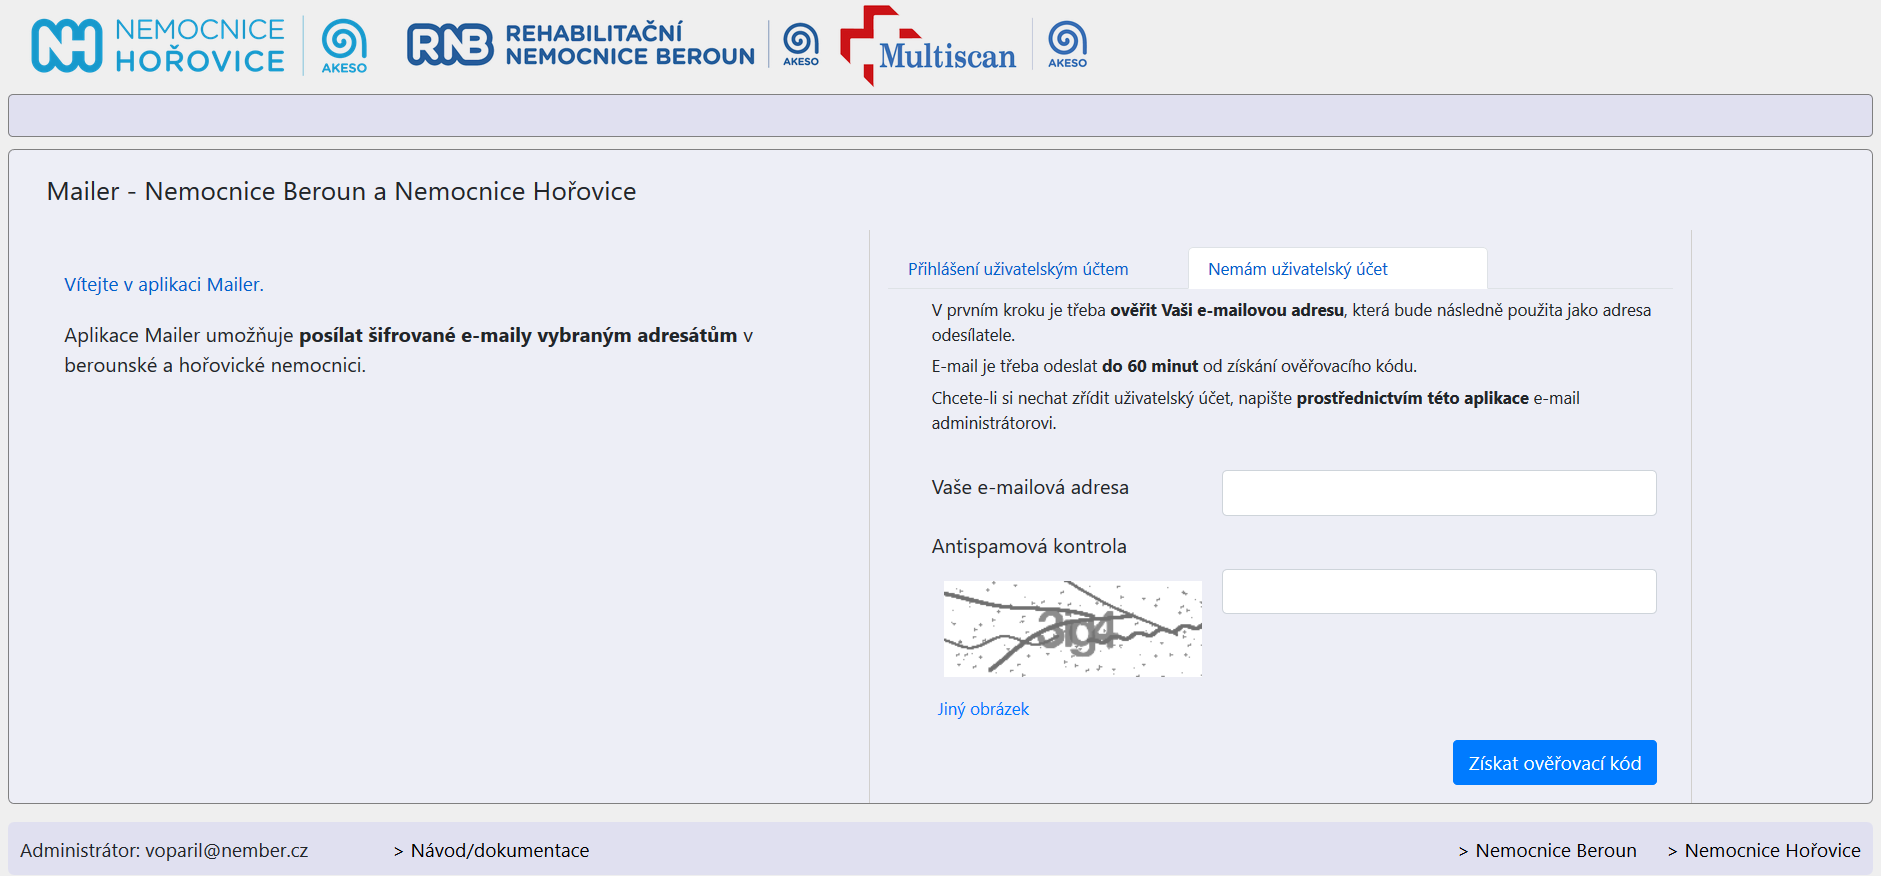 NEMOCNICE
HOŘOVICE
AKESO
RNB
REHABILITAČNÍ
NEMOCNICE BEROUN
AKESO
Multiscan
AKESO
Mailer - Nemocnice Beroun a Nemocnice Hořovice
Vítejte v aplikaci Mailer.
Aplikace Mailer umožňuje posílat šifrované e-maily vybraným adresátům v
berounské a hořovické nemocnici.
Přihlášení uživatelským účtem
Nemám uživatelský účet
V prvním kroku je třeba ověřit Vaši e-mailovou adresu, která bude následně použita jako adresa
odesílatele.
E-mail je třeba odeslat do 60 minut od získání ověřovacího kódu.
Chcete-li si nechat zřídit uživatelský účet, napište prostřednictvím této aplikace e-mail
administrátorovi.
Vaše e-mailová adresa
Antispamová kontrola
3ig4
Jiný obrázek
Získat ověřovací kód
Administrátor: voparil@nember.cz
> Návod/dokumentace
> Nemocnice Beroun
> Nemocnice Hořovice